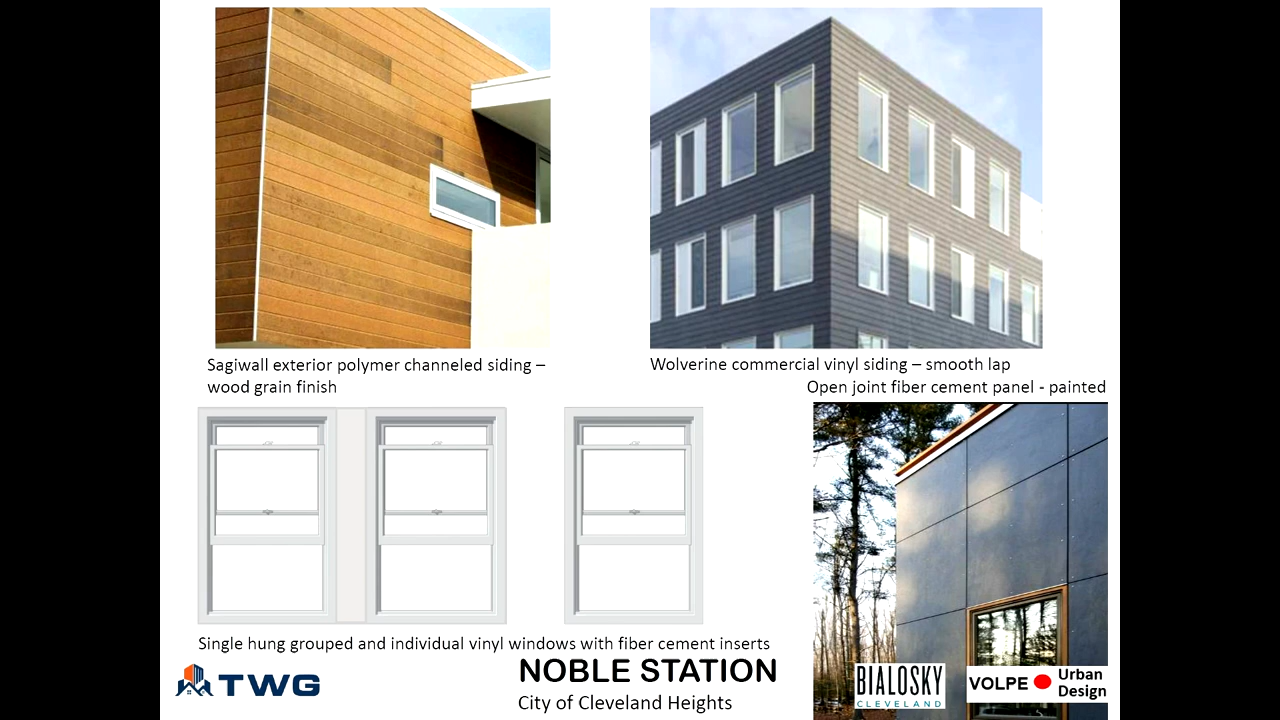 Sagiwall exterior polymer channeled siding –
wood grain finish
Wolverine commercial vinyl siding – smooth lap
Open joint fiber cement panel - painted
Single hung grouped and individual vinyl windows with fiber cement inserts
TWG
NOBLE STATION
City of Cleveland Heights
BIALOSKY
CLEVELAND
VOLPE
Urban
Design